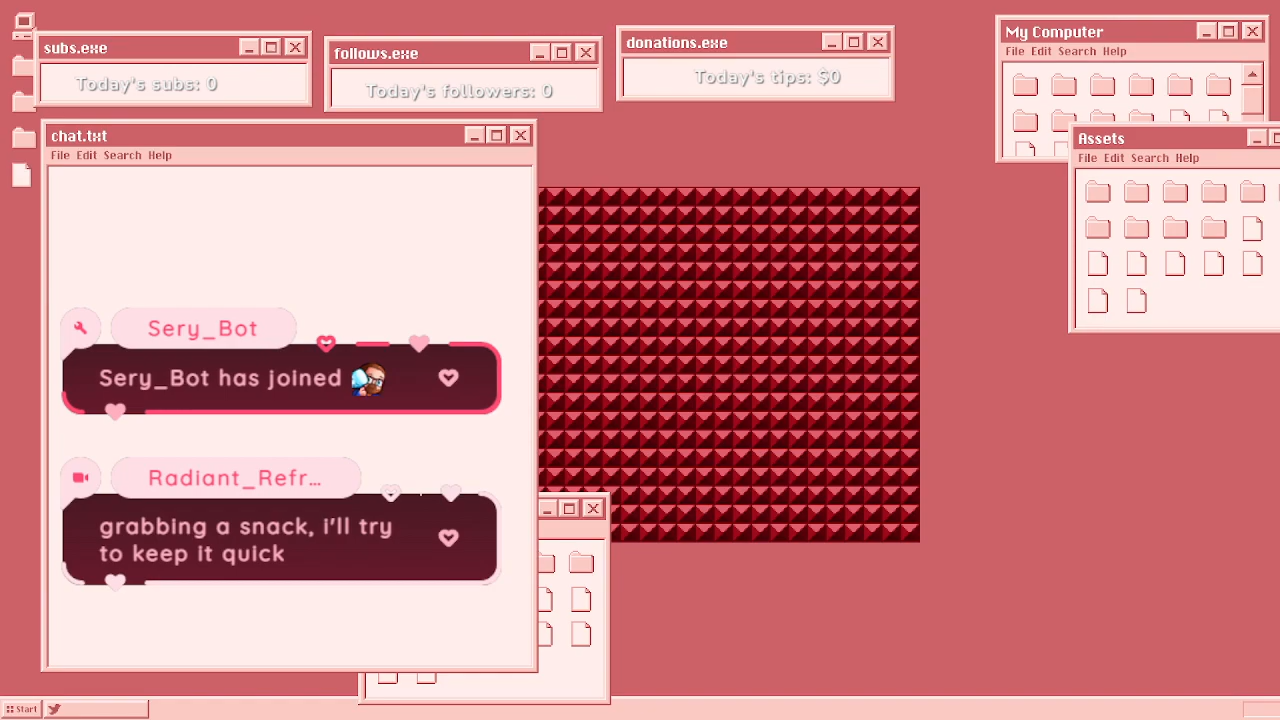 subs.exe
Today's subs: 0
follows.exe
Today's followers: 0
donations.exe
Today's tips: $0
My Computer
File Edit Search Help
Assets
File Edit Search Help
chat.txt
File Edit Search Help
Sery_Bot
Sery_Bot has joined
Radiant_Refr...
grabbing a snack, i'll try
to keep it quick
Start